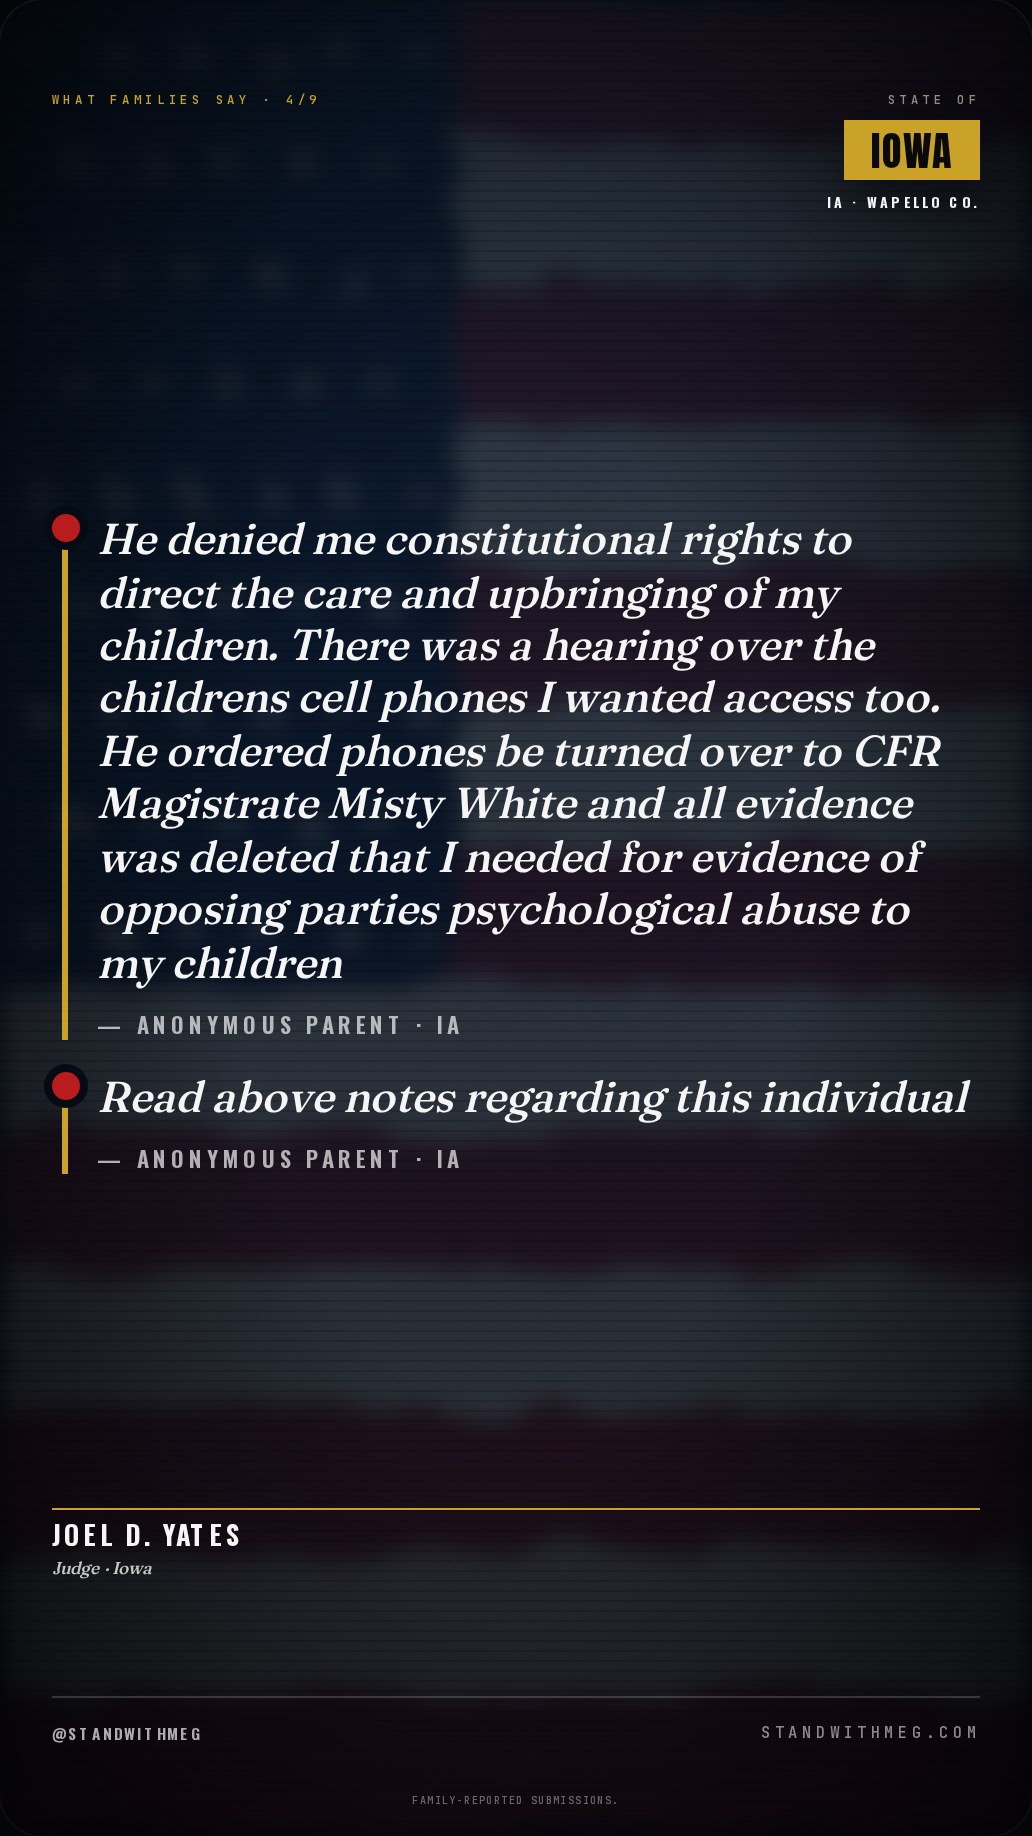 WHAT FAMILIES SAY · 4/9
STATE OF
IOWA
IA · WAPELLO CO.
He denied me constitutional rights to
direct the care and upbringing of my
children. There was a hearing over the
childrens cell phones I wanted access too.
He ordered phones be turned over to CFR
Magistrate Misty White and all evidence
was deleted that I needed for evidence of
opposing parties psychological abuse to
my children
— ANONYMOUS PARENT · IA
Read above notes regarding this individual
— ANONYMOUS PARENT · IA
JOEL D. YATES
Judge · Iowa
@STANDWITHMEG
STANDWITHMEG.COM
FAMILY-REPORTED SUBMISSIONS.